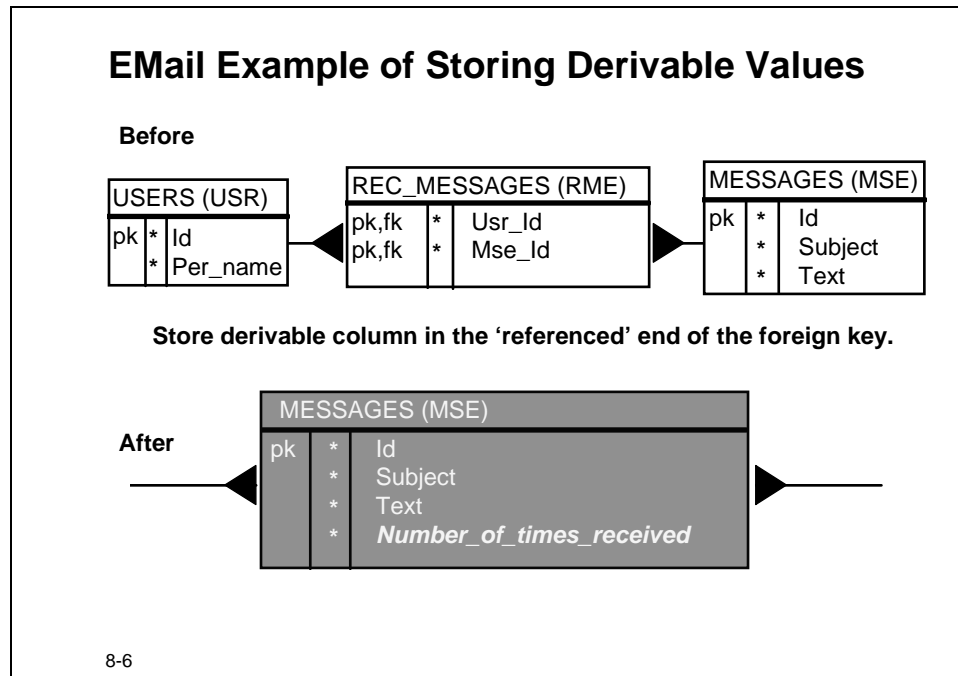 EMail Example of Storing Derivable Values
Before
USERS (USR)
pk * Id
* Per_name
REC_MESSAGES (RME)
pk,fk * Usr_Id
pk,fk * Mse_Id
MESSAGES (MSE)
pk * Id
* Subject
* Text
Store derivable column in the ‘referenced’ end of the foreign key.
After
MESSAGES (MSE)
pk * Id
* Subject
* Text
* Number_of_times_received
8-6